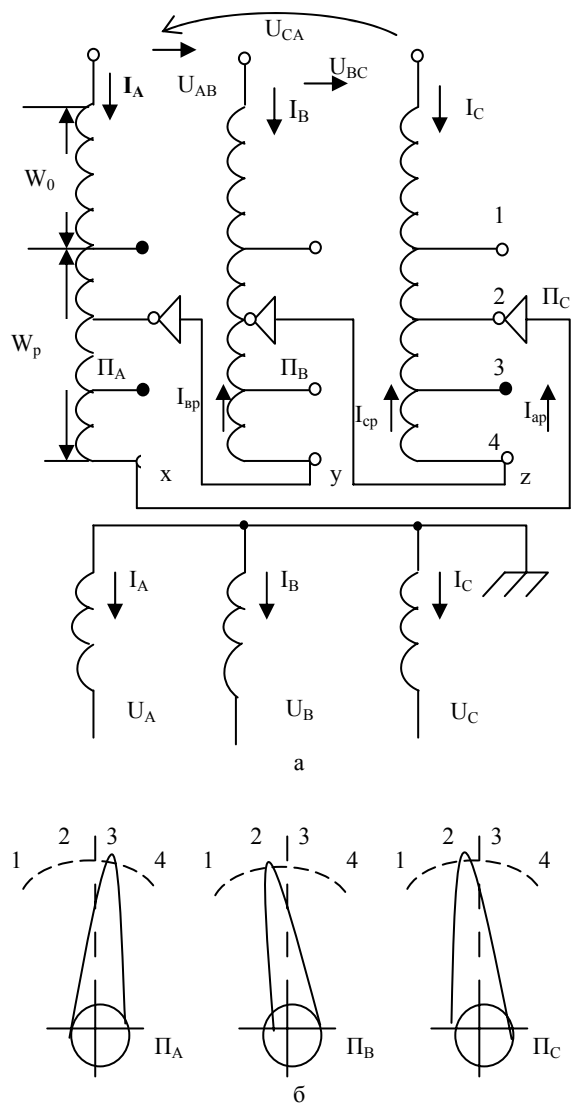 U_CA
I_A
U_AB
U_BC
I_B
I_C
W_0
1
2
П_C
W_p
П_A
П_B
3
I_вр
I_ср
I_ар
4
x
y
z
I_A
I_B
I_C
U_A
U_B
U_C
а
1 2 3 4
1 2 3 4
1 2 3 4
П_A
П_B
П_C
б